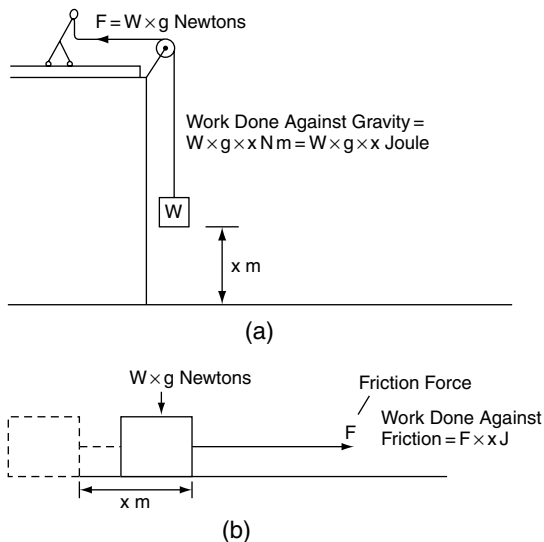 F = W × g Newtons
Work Done Against Gravity =
W × g × x N m = W × g × x Joule
W
x m
(a)
W × g Newtons
Friction Force
F
Work Done Against
Friction = F × x J
x m
(b)